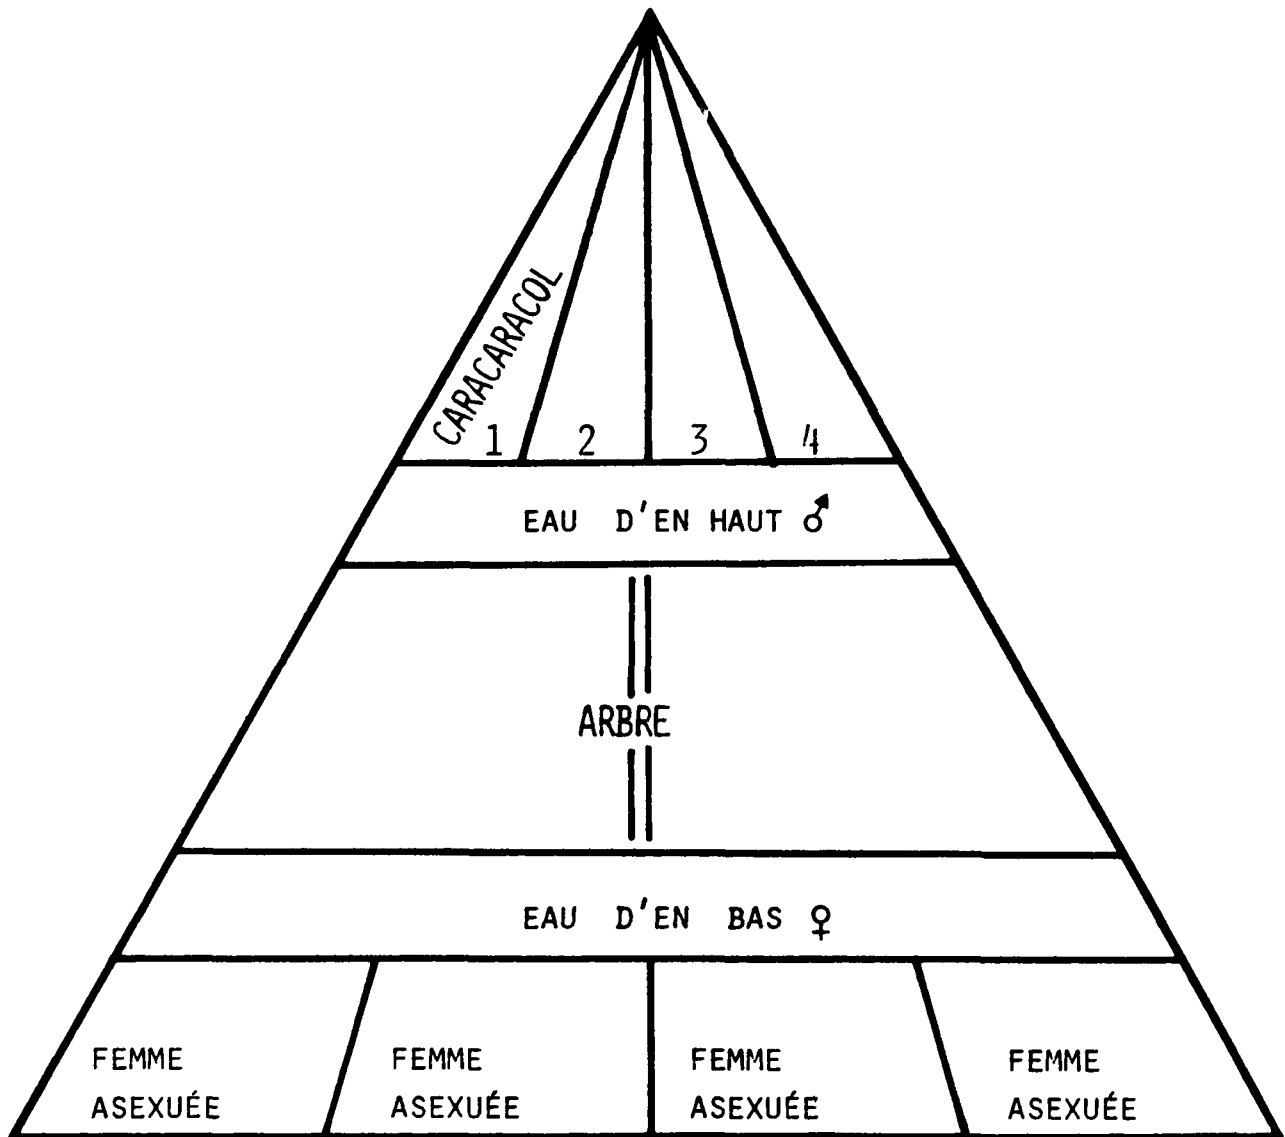 CARACARACOL
1 2 3 4
EAU D'EN HAUT ♂
ARBRE
EAU D'EN BAS ♀
FEMME FEMME FEMME FEMME
ASEXUÉE ASEXUÉE ASEXUÉE ASEXUÉE